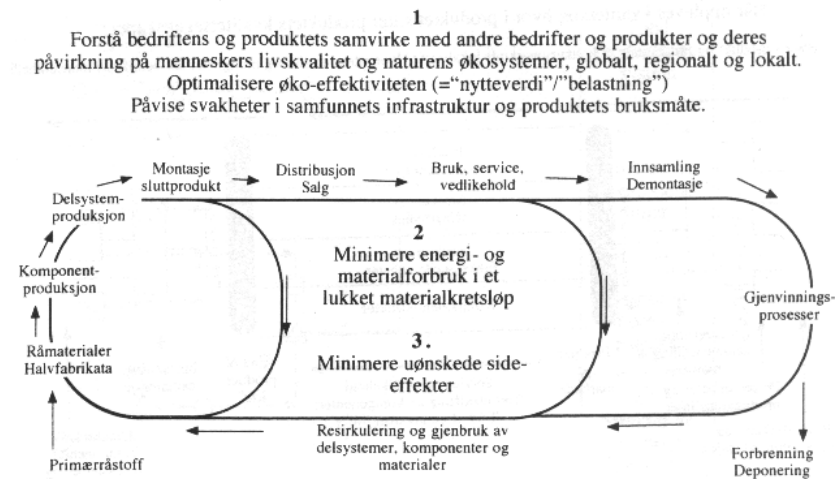 1
Forstå bedriftens og produktets samvirke med andre bedrifter og produkter og deres
påvirkning på menneskers livskvalitet og naturens økosystemer, globalt, regionalt og lokalt.
Optimalisere øko-effektiviteten (=“nytteverdi”/”belastning”)
Påvise svakheter i samfunnets infrastruktur og produktets bruksmåte.
Montasje
sluttprodukt
Distribusjon
Salg
Bruk, service,
vedlikehold
Innsamling
Demontasje
Delsystem-
produksjon
Komponent-
produksjon
Råmaterialer
Halvfabrikata
Primærråstoff
2
Minimere energi- og
materialforbruk i et
lukket materialkretsløp
3.
Minimere uønskede side-
effekter
Gjenvinnings-
prosesser
Resirkulering og gjenbruk av
delsystemer, komponenter og
materialer
Forbrenning
Deponering